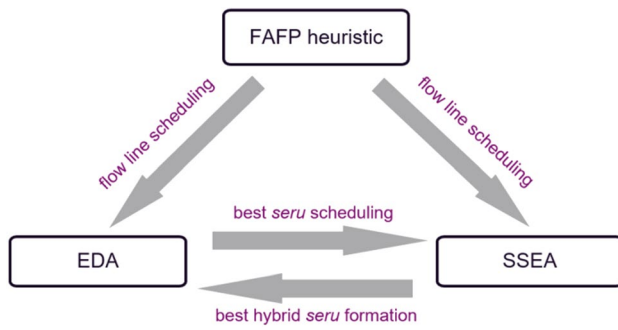 FAFP heuristic
flow line scheduling
flow line scheduling
best seru scheduling
EDA
SSEA
best hybrid seru formation